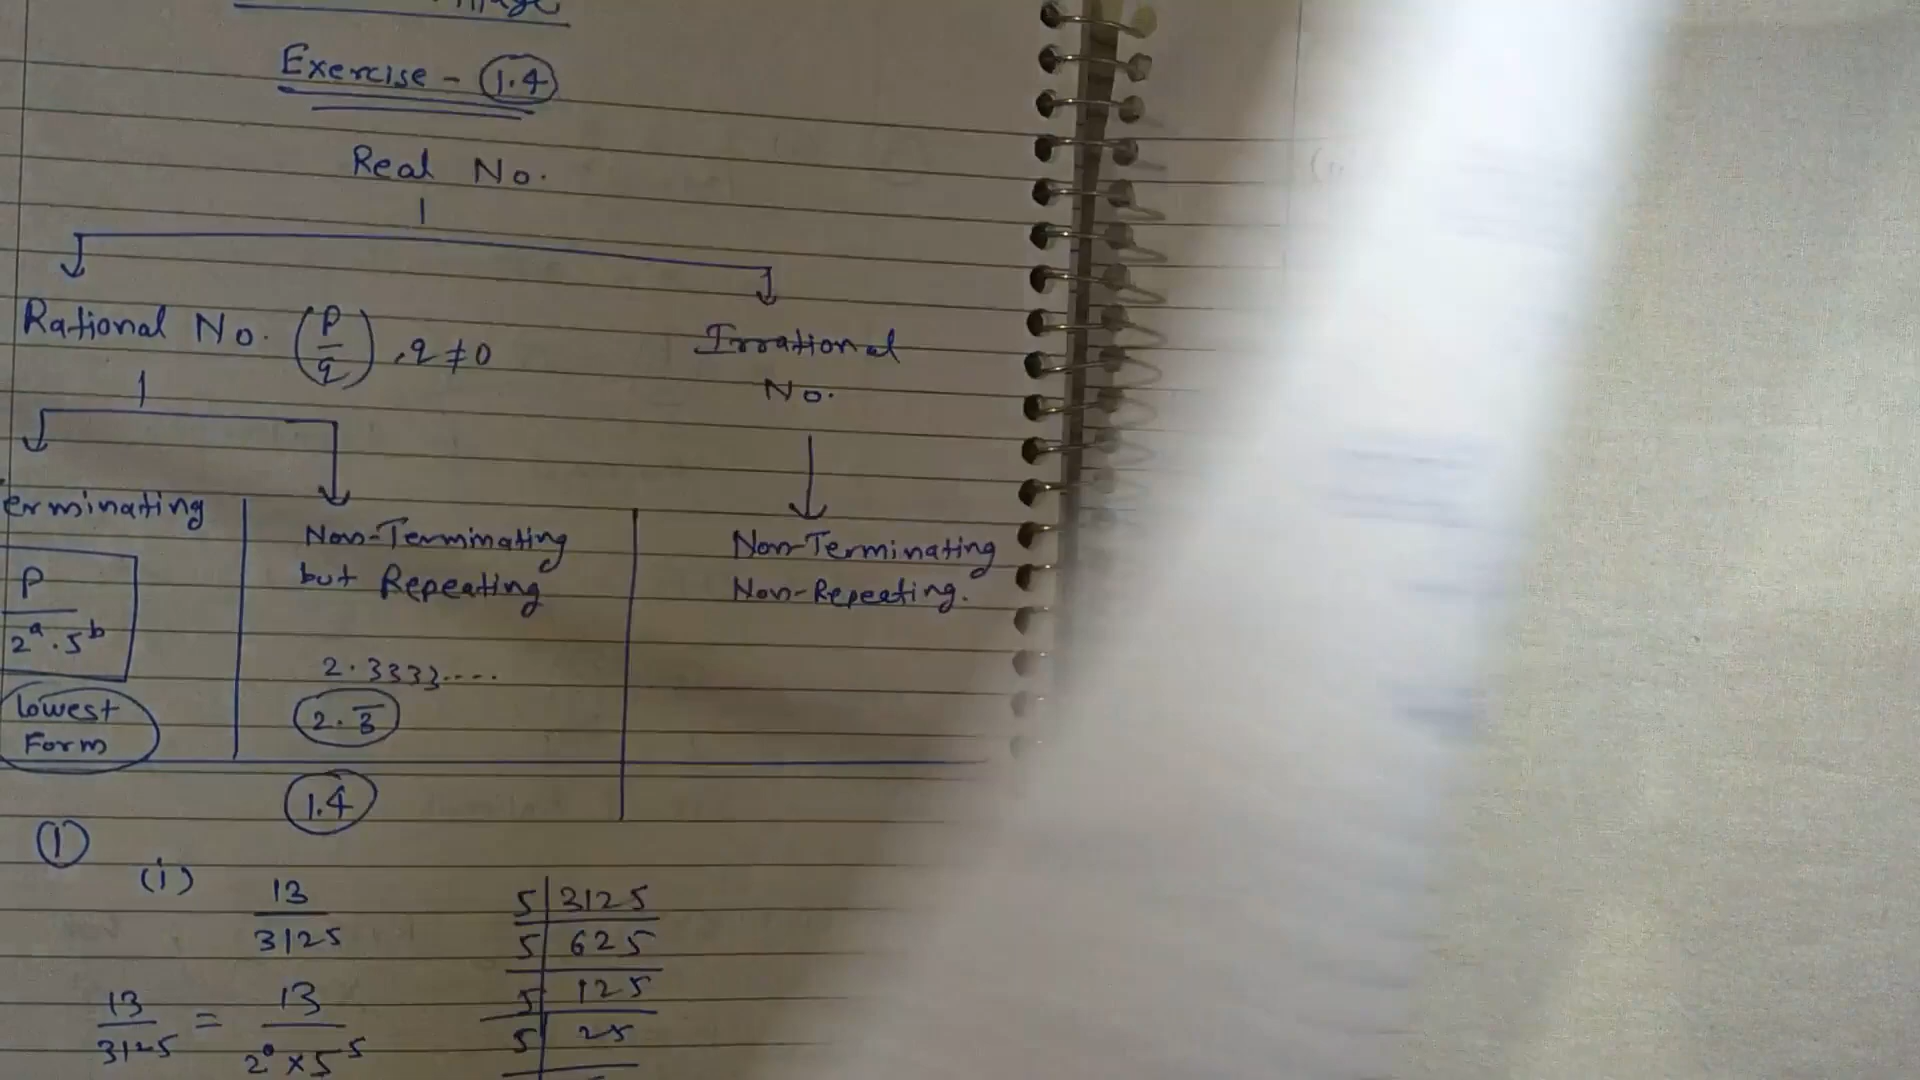 Exercise - 1.4
Real No.
Rational No. (p/q), q ≠ 0
Irrational
No.
erminating
Non-Terminating
but Repeating
Non-Terminating
Non-Repeating.
P
2^a . 5^b
2.3333....
Lowest
Form
2.3̅
1.4
1
(i) 13/3125
5 | 3125
5 | 625
5 | 125
5 | 25
13/3125 = 13/(2^0 × 5^5)